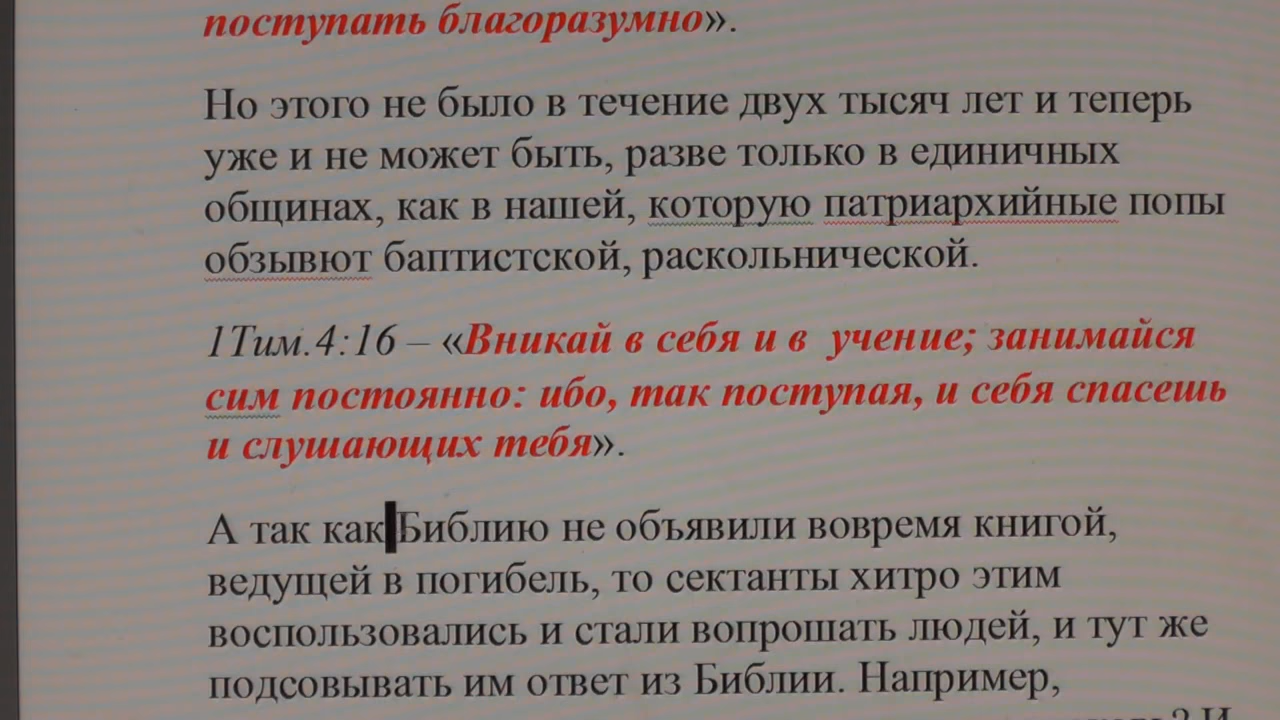 поступать благоразумно».
Но этого не было в течение двух тысяч лет и теперь
уже и не может быть, разве только в единичных
общинах, как в нашей, которую патриархийные попы
обзывют баптистской, раскольнической.
1Тим.4:16 – «Вникай в себя и в  учение; занимайся
сим постоянно: ибо, так поступая, и себя спасешь
и слушающих тебя».
А так как Библию не объявили вовремя книгой,
ведущей в погибель, то сектанты хитро этим
воспользовались и стали вопрошать людей, и тут же
подсовывать им ответ из Библии. Например,